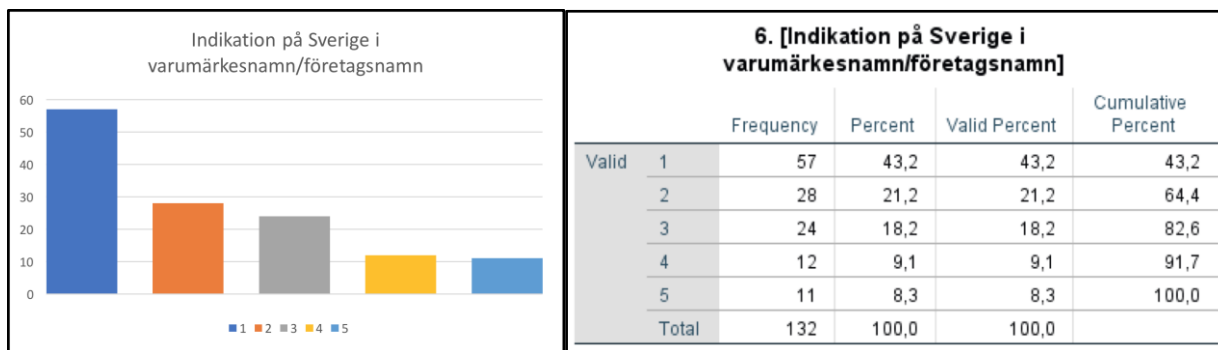 Indikation på Sverige i
varumärkesnamn/företagsnamn
60
50
40
30
20
10
0
1 2 3 4 5
6. [Indikation på Sverige i
varumärkesnamn/företagsnamn]
Frequency Percent Valid Percent Cumulative Percent
Valid 1 57 43,2 43,2 43,2
2 28 21,2 21,2 64,4
3 24 18,2 18,2 82,6
4 12 9,1 9,1 91,7
5 11 8,3 8,3 100,0
Total 132 100,0 100,0